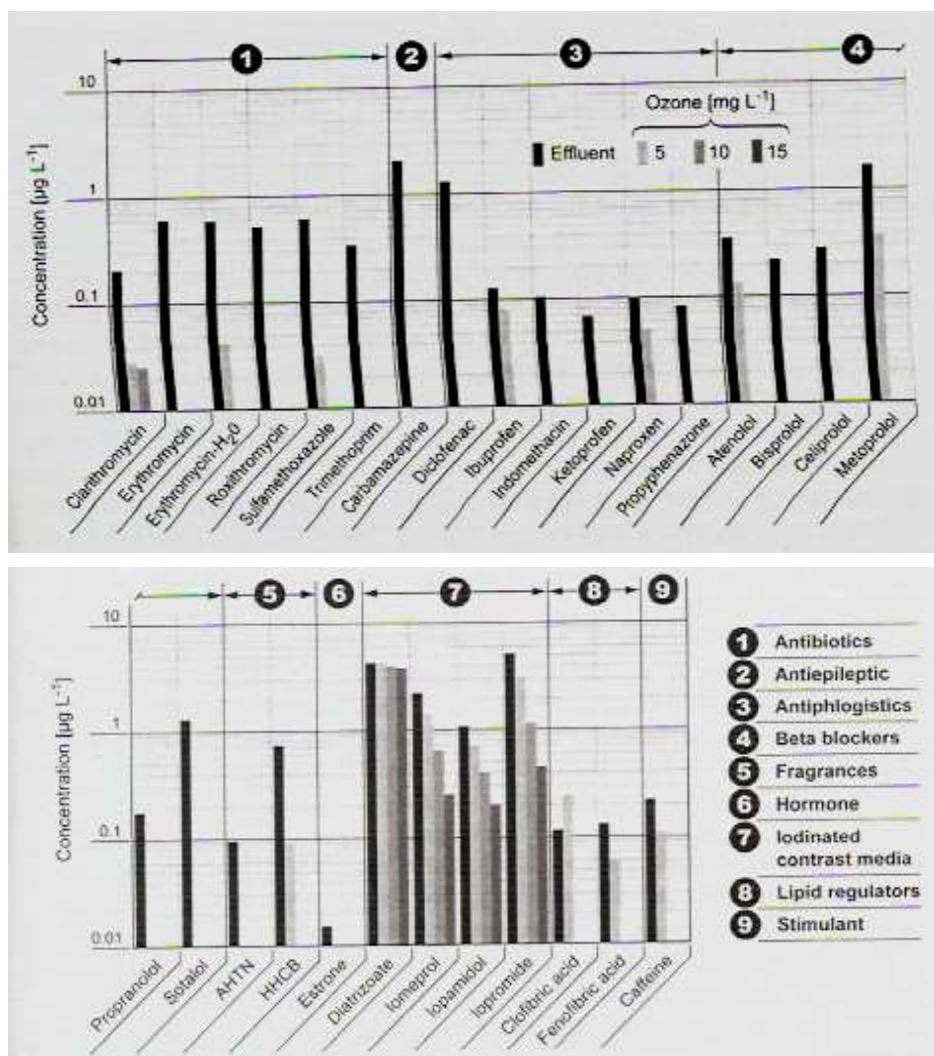 1 2 3 4
Ozone [mg L-1]
Effluent 5 10 15
Concentration [µg L-1]
10
1
0.1
0.01
Clarithromycin
Erythromycin
Erythromycin-H20
Roxithromycin
Sulfamethoxazole
Trimethoprim
Carbamazepine
Diclofenac
Ibuprofen
Indomethacin
Ketoprofen
Naproxen
Propyphenazone
Atenolol
Bisprolol
Celiprolol
Metoprolol
5 6 7 8 9
Concentration [µg L-1]
10
1
0.1
0.01
Propranolol
Sotalol
AHTN
HHCB
Estrone
Diatrizoate
Iomeprol
Iopamidol
Iopromide
Clofibric acid
Fenofibric acid
Caffeine
1 Antibiotics
2 Antiepileptic
3 Antiphlogistics
4 Beta blockers
5 Fragrances
6 Hormone
7 Iodinated
contrast media
8 Lipid regulators
9 Stimulant